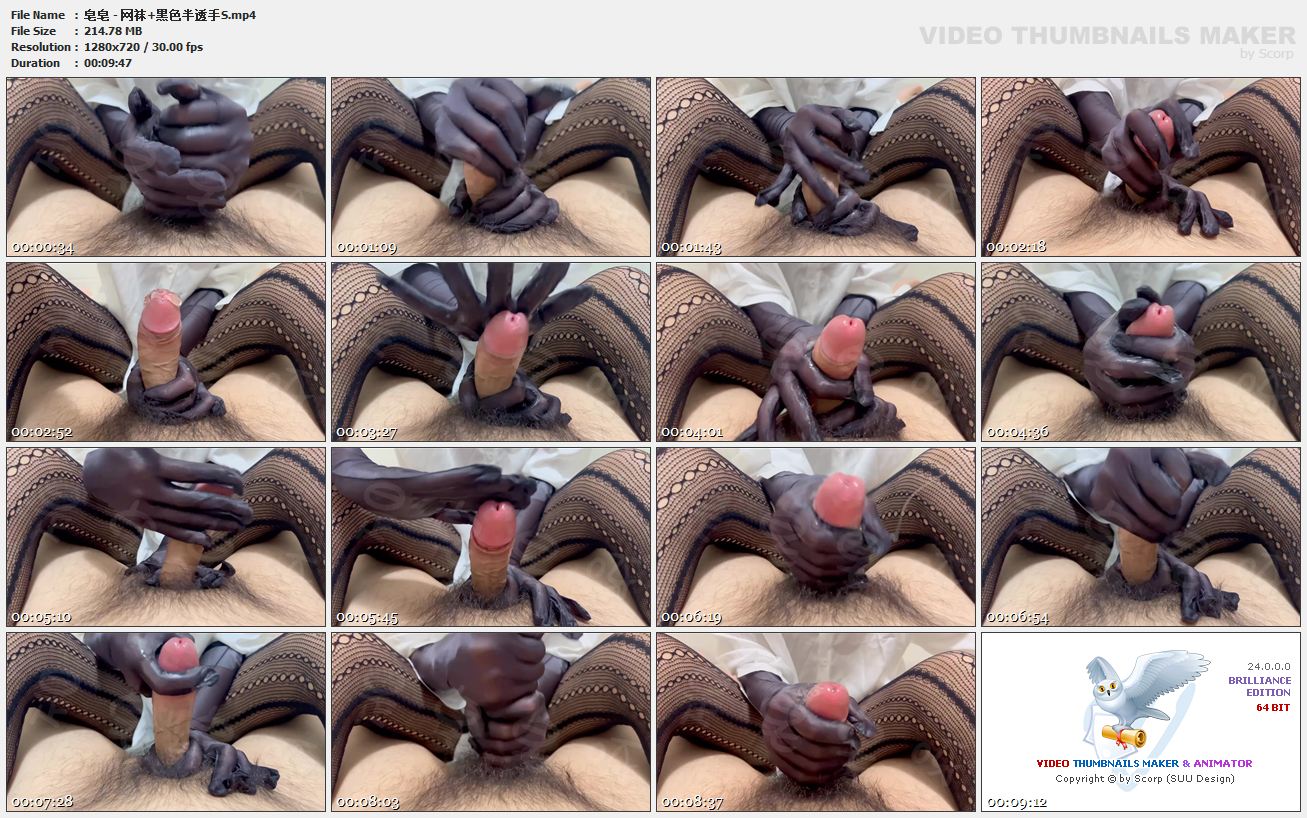 File Name : 皂皂 - 网袜+黑色半透手S.mp4
File Size : 214.78 MB
Resolution : 1280x720 / 30.00 fps
Duration : 00:09:47
VIDEO THUMBNAILS MAKER
by Scorp
00:00:34
00:01:09
00:01:43
00:02:18
00:02:52
00:03:27
00:04:01
00:04:36
00:05:10
00:05:45
00:06:19
00:06:54
00:07:28
00:08:03
00:08:37
24.0.0.0
BRILLIANCE
EDITION
64 BIT
VIDEO THUMBNAILS MAKER & ANIMATOR
Copyright © by Scorp (SUU Design)
00:09:12